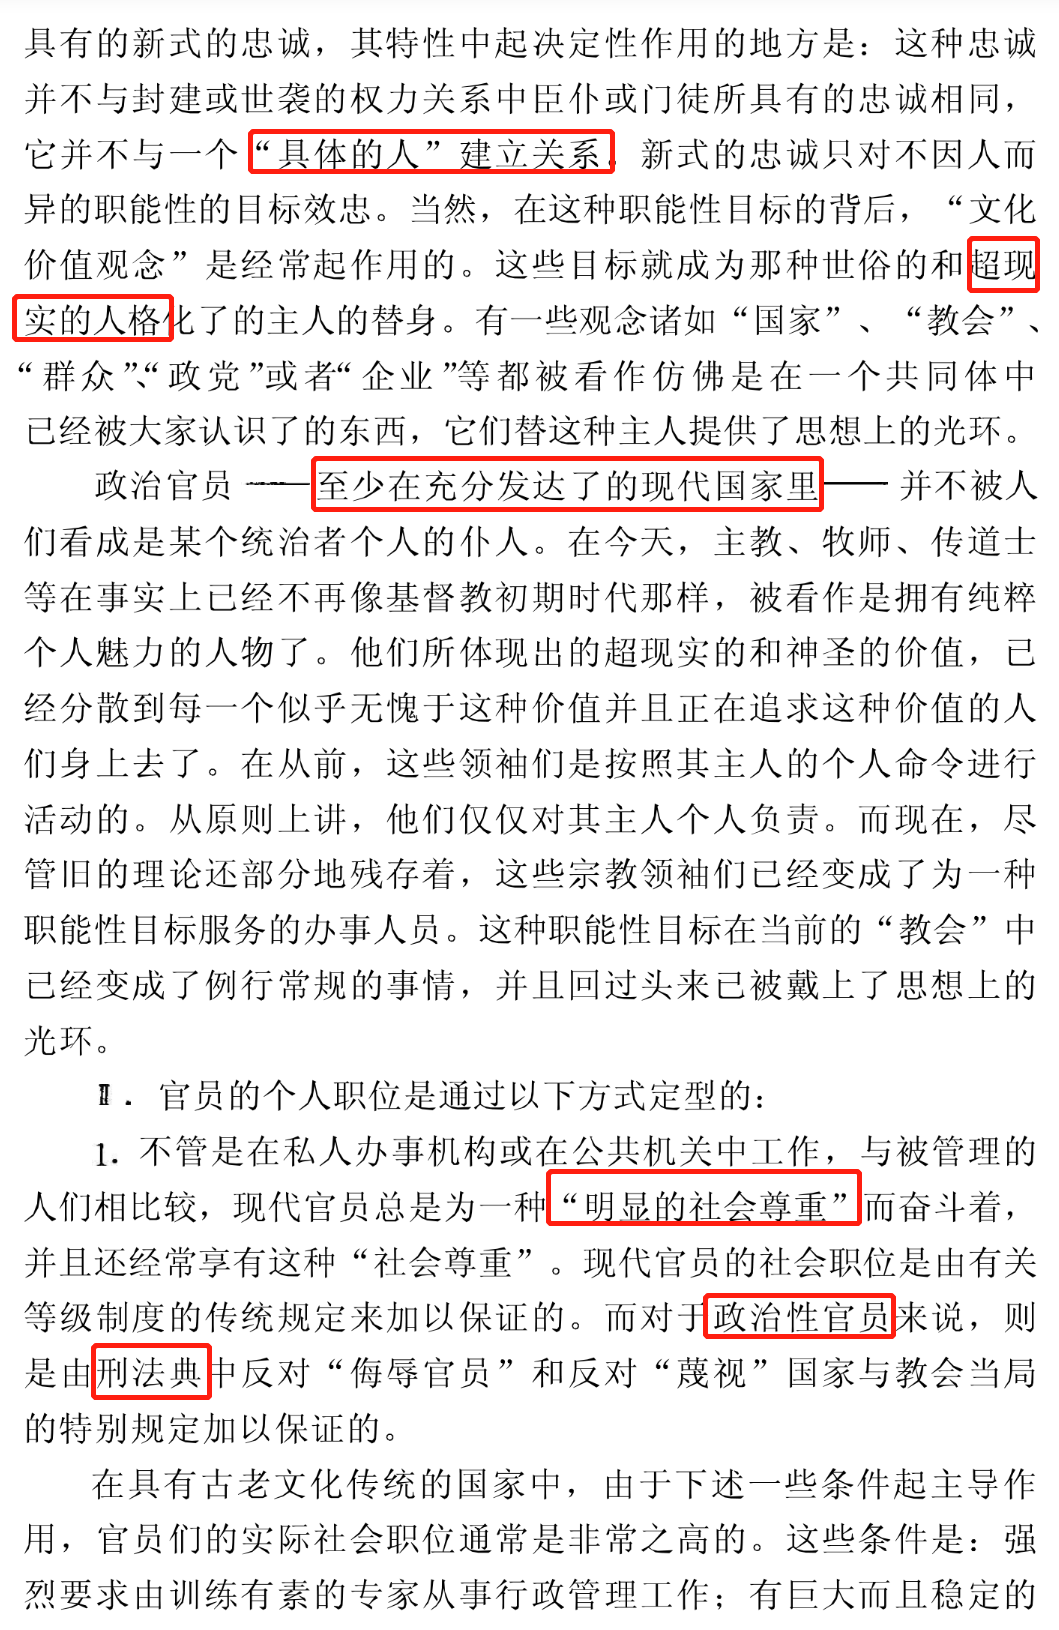 具有的新式的忠诚，其特性中起决定性作用的地方是：这种忠诚
并不与封建或世袭的权力关系中臣仆或门徒所具有的忠诚相同，
它并不与一个“具体的人”建立关系。新式的忠诚只对不因人而
异的职能性的目标效忠。当然，在这种职能性目标的背后，“文化
价值观念”是经常起作用的。这些目标就成为那种世俗的和超现
实的人格化了的主人的替身。有一些观念诸如“国家”、“教会”、
“群众”、“政党”或者“企业”等都被看作仿佛是在一个共同体中
已经被大家认识了的东西，它们替这种主人提供了思想上的光环。
政治官员——至少在充分发达了的现代国家里——并不被人
们看成是某个统治者个人的仆人。在今天，主教、牧师、传道士
等在事实上已经不再像基督教初期时代那样，被看作是拥有纯粹
个人魅力的人物了。他们所体现出的超现实的和神圣的价值，已
经分散到每一个似乎无愧于这种价值并且正在追求这种价值的人
们身上去了。在从前，这些领袖们是按照其主人的个人命令进行
活动的。从原则上讲，他们仅仅对其主人个人负责。而现在，尽
管旧的理论还部分地残存着，这些宗教领袖们已经变成了为一种
职能性目标服务的办事人员。这种职能性目标在当前的“教会”中
已经变成了例行常规的事情，并且回过头来已被戴上了思想上的
光环。
Ⅱ．官员的个人职位是通过以下方式定型的：
1. 不管是在私人办事机构或在公共机关中工作，与被管理的
人们相比较，现代官员总是为一种“明显的社会尊重”而奋斗着，
并且还经常享有这种“社会尊重”。现代官员的社会职位是由有关
等级制度的传统规定来加以保证的。而对于政治性官员来说，则
是由刑法典中反对“侮辱官员”和反对“蔑视”国家与教会当局
的特别规定加以保证的。
在具有古老文化传统的国家中，由于下述一些条件起主导作
用，官员们的实际社会职位通常是非常之高的。这些条件是：强
烈要求由训练有素的专家从事行政管理工作；有巨大而且稳定的